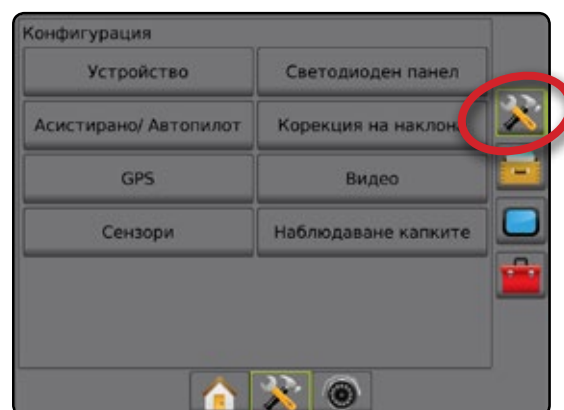 Конфигурация
Устройство
Светодиоден панел
Асистирано/ Автопилот
Корекция на наклон
GPS
Видео
Сензори
Наблюдаване капките